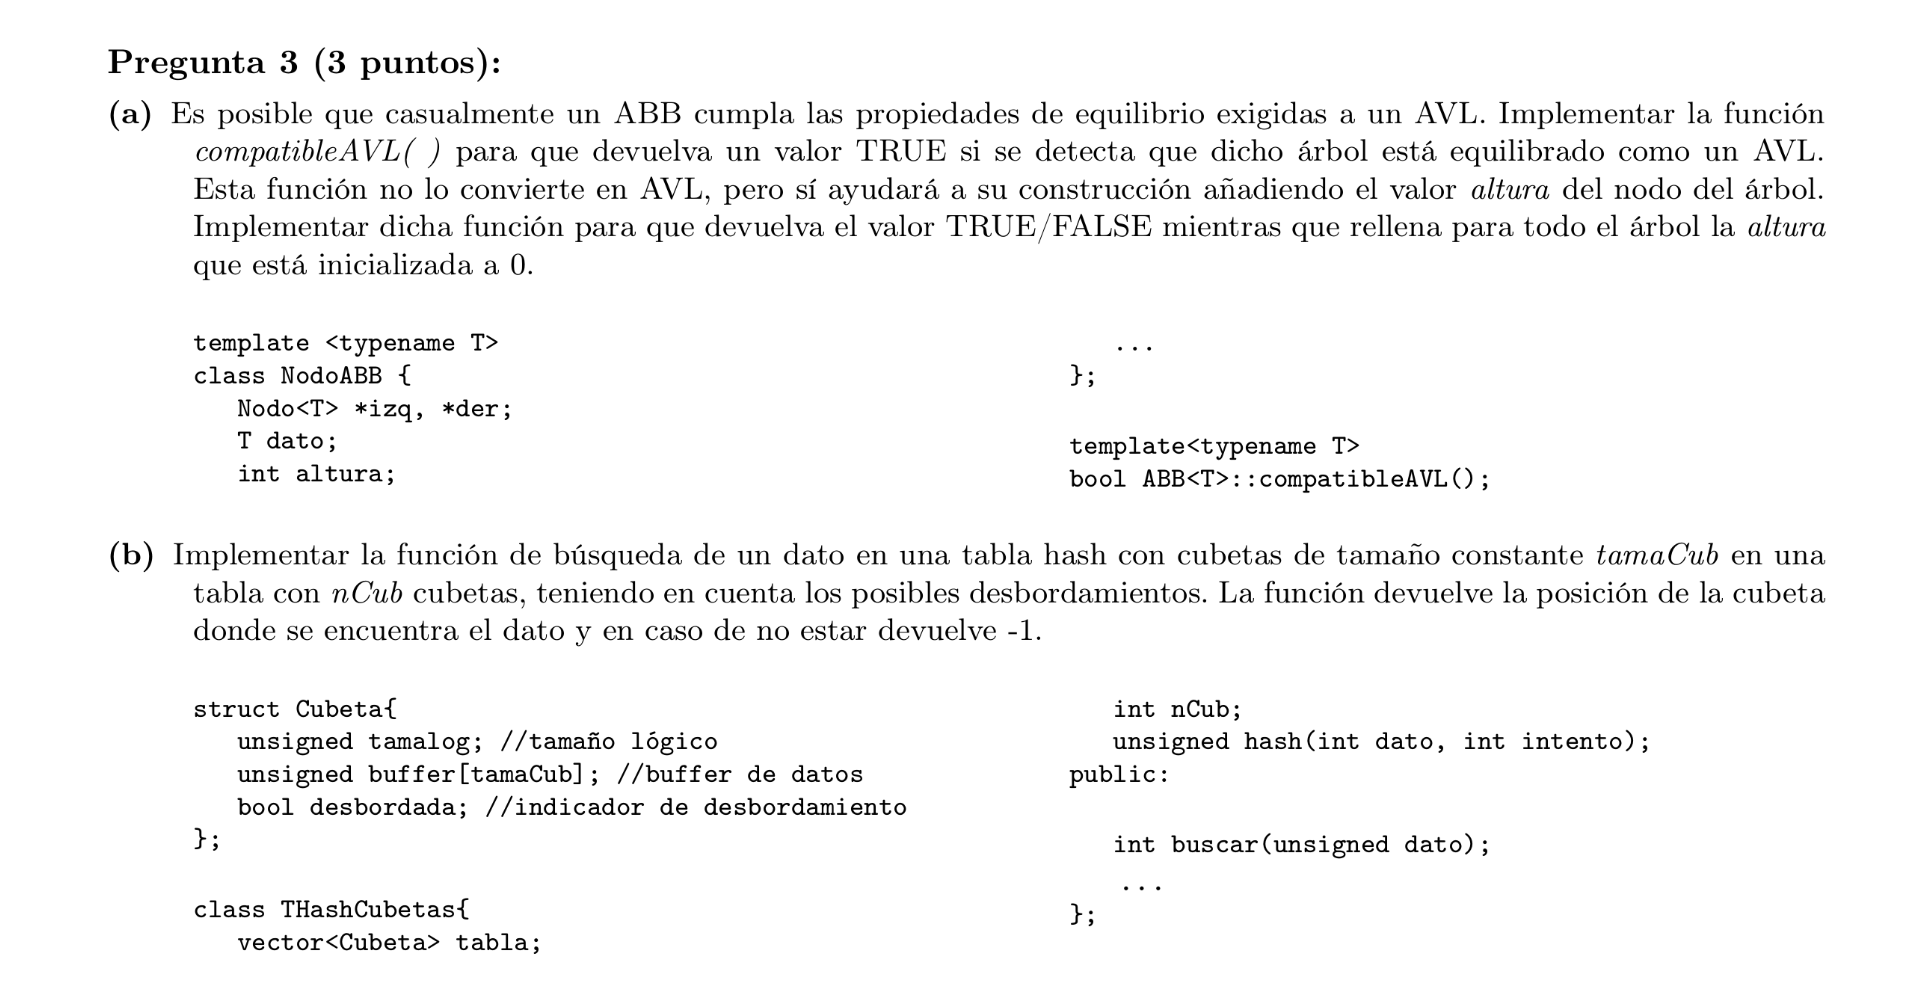 Pregunta 3 (3 puntos):
(a) Es posible que casualmente un ABB cumpla las propiedades de equilibrio exigidas a un AVL. Implementar la función
compatibleAVL( ) para que devuelva un valor TRUE si se detecta que dicho árbol está equilibrado como un AVL.
Esta función no lo convierte en AVL, pero sí ayudará a su construcción añadiendo el valor altura del nodo del árbol.
Implementar dicha función para que devuelva el valor TRUE/FALSE mientras que rellena para todo el árbol la altura
que está inicializada a 0.
template <typename T>
class NodoABB {
Nodo<T> *izq, *der;
T dato;
int altura;
...
};
template<typename T>
bool ABB<T>::compatibleAVL();
(b) Implementar la función de búsqueda de un dato en una tabla hash con cubetas de tamaño constante tamaCub en una
tabla con nCub cubetas, teniendo en cuenta los posibles desbordamientos. La función devuelve la posición de la cubeta
donde se encuentra el dato y en caso de no estar devuelve -1.
struct Cubeta{
unsigned tamalog; //tamaño lógico
unsigned buffer[tamaCub]; //buffer de datos
bool desbordada; //indicador de desbordamiento
};
class THashCubetas{
vector<Cubeta> tabla;
int nCub;
unsigned hash(int dato, int intento);
public:
int buscar(unsigned dato);
...
};